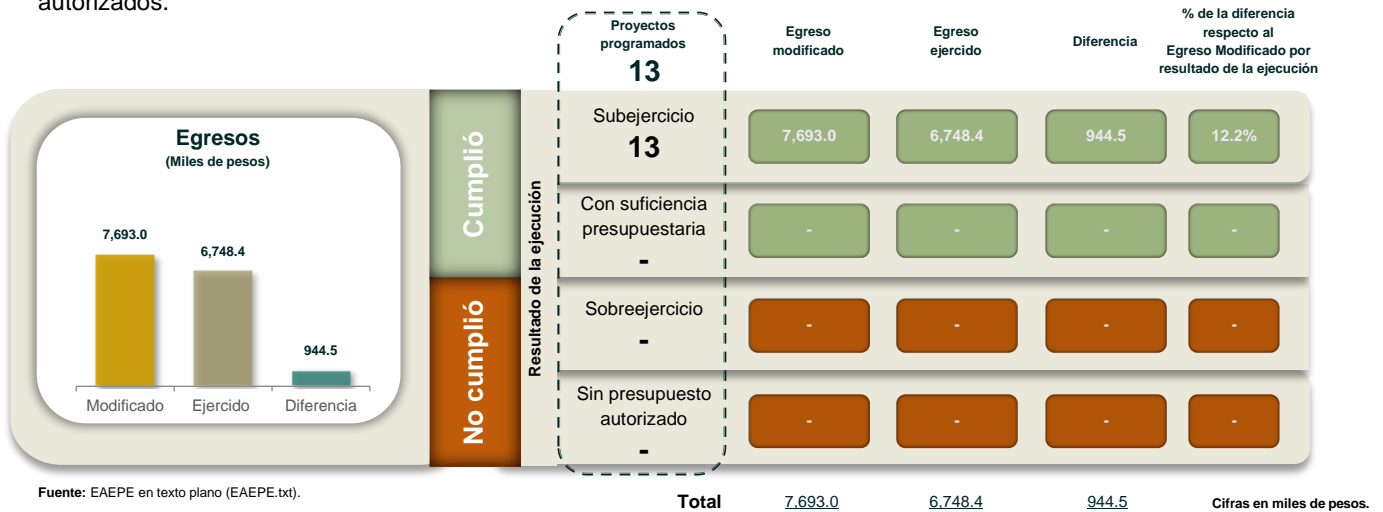 autorizados.
Proyectos
programados
13
Egreso
modificado
Egreso
ejercido
Diferencia
% de la diferencia
respecto al
Egreso Modificado por
resultado de la ejecución
Egresos
(Miles de pesos)
7,693.0
6,748.4
944.5
Modificado
Ejercido
Diferencia
Cumplió
No cumplió
Resultado de la ejecución
Subejercicio
13
7,693.0
6,748.4
944.5
12.2%
Con suficiencia
presupuestaria
-
-
-
-
-
Sobreejercicio
-
-
-
-
-
Sin presupuesto
autorizado
-
-
-
-
-
Fuente: EAEPE en texto plano (EAEPE.txt).
Total
7,693.0
6,748.4
944.5
Cifras en miles de pesos.